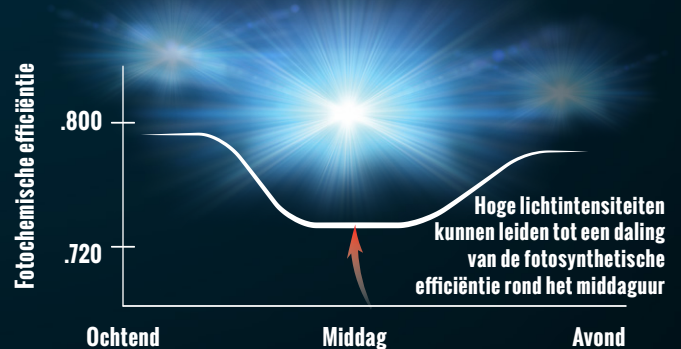 Fotochemische efficiëntie
.800
.720
Hoge lichtintensiteiten
kunnen leiden tot een daling
van de fotosynthetische
efficiëntie rond het middaguur
Ochtend
Middag
Avond